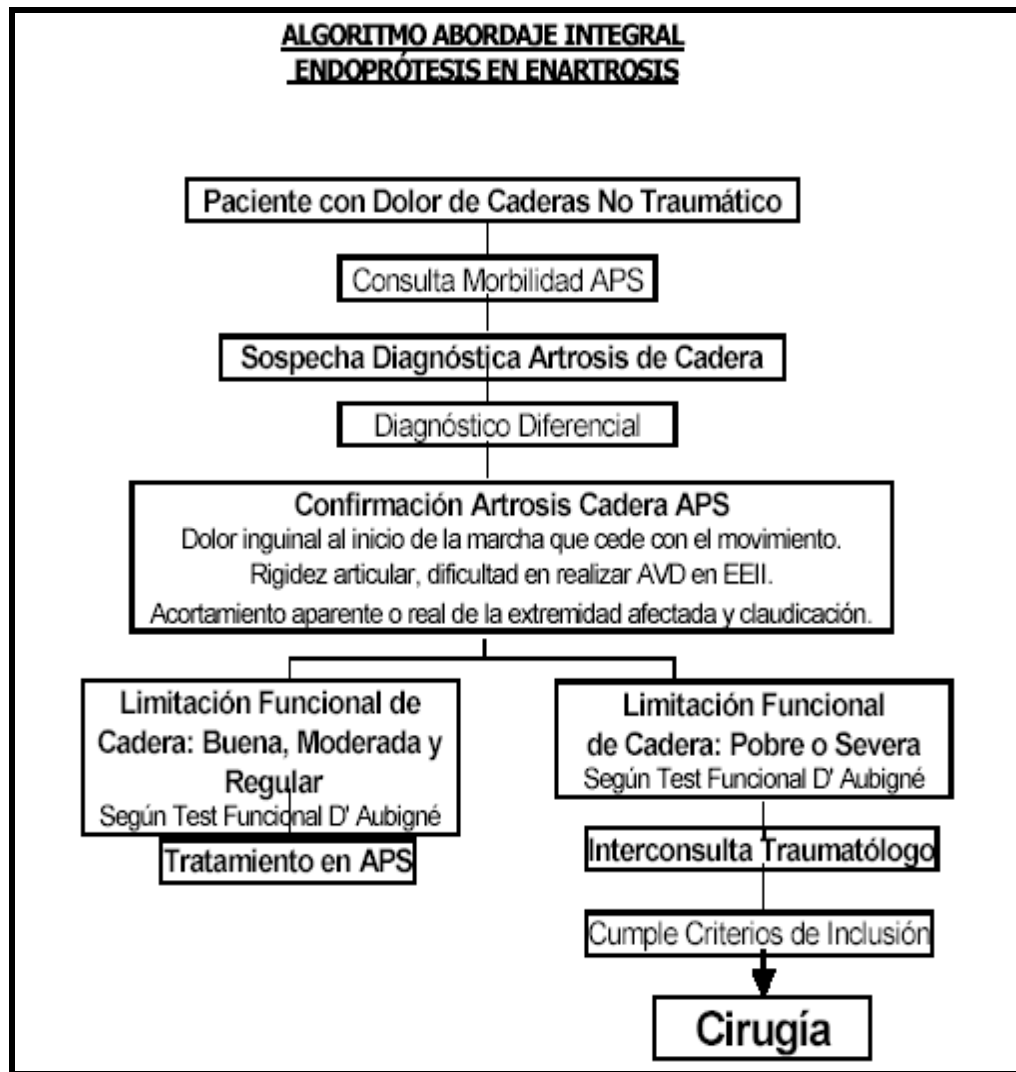 ALGORITMO ABORDAJE INTEGRAL
ENDOPRÓTESIS EN ENARTROSIS
Paciente con Dolor de Caderas No Traumático
Consulta Morbilidad APS
Sospecha Diagnóstica Artrosis de Cadera
Diagnóstico Diferencial
Confirmación Artrosis Cadera APS
Dolor inguinal al inicio de la marcha que cede con el movimiento.
Rigidez articular, dificultad en realizar AVD en EEII.
Acortamiento aparente o real de la extremidad afectada y claudicación.
Limitación Funcional de
Cadera: Buena, Moderada y
Regular
Según Test Funcional D' Aubigné
Tratamiento en APS
Limitación Funcional
de Cadera: Pobre o Severa
Según Test Funcional D' Aubigné
Interconsulta Traumatólogo
Cumple Criterios de Inclusión
Cirugía